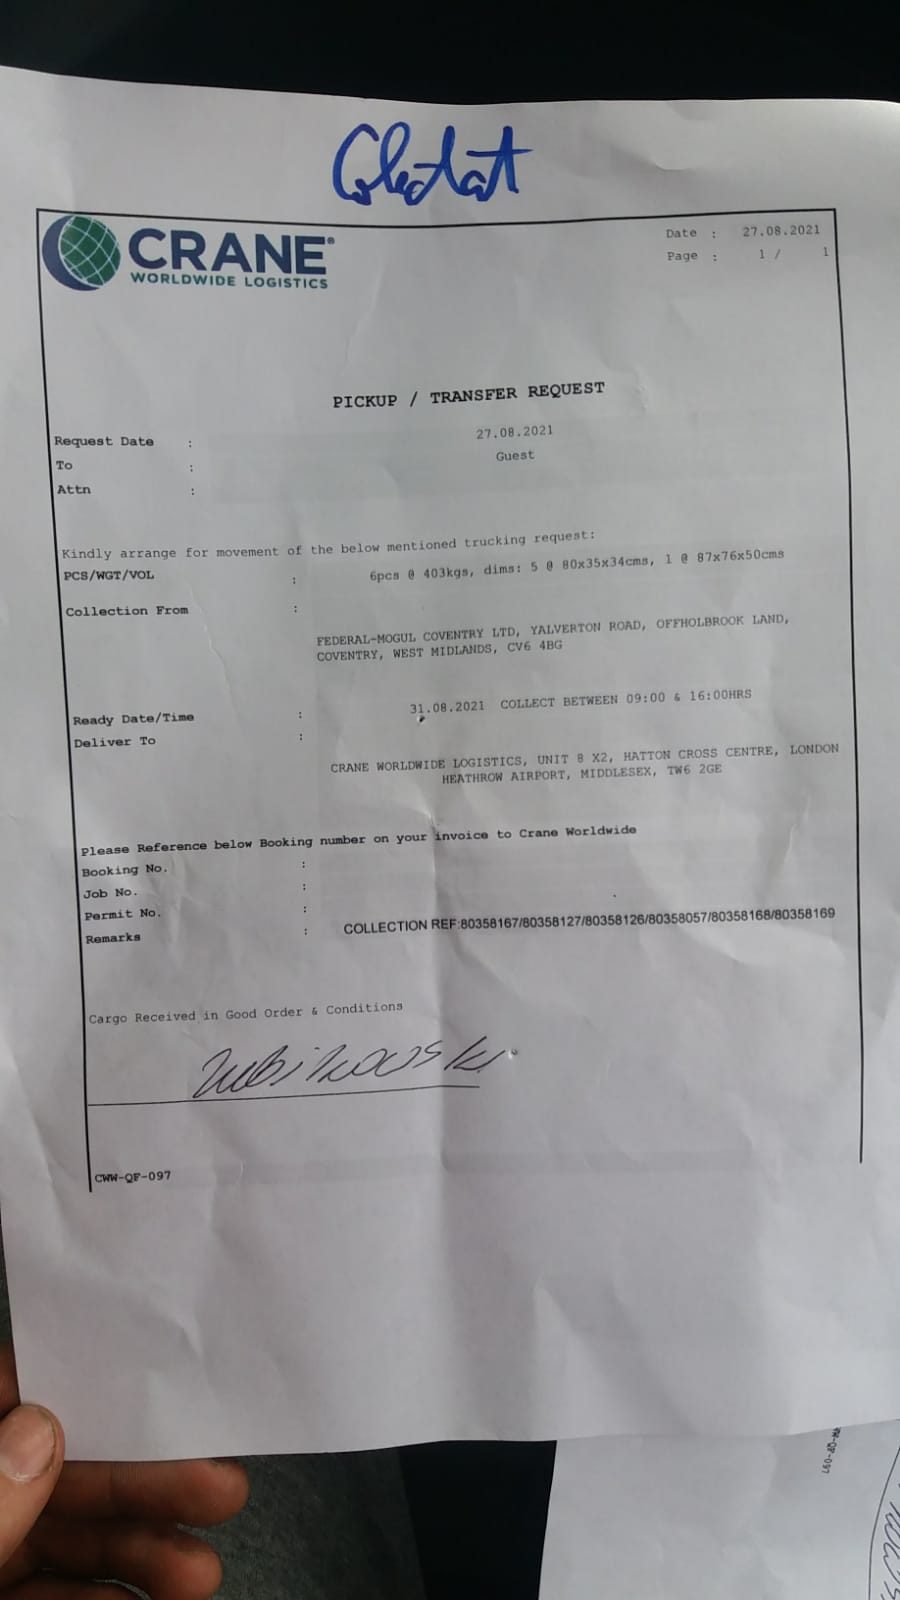 CRANE®
WORLDWIDE LOGISTICS
Date : 27.08.2021
Page : 1 / 1
PICKUP / TRANSFER REQUEST
Request Date : 27.08.2021
To : Guest
Attn :
Kindly arrange for movement of the below mentioned trucking request:
PCS/WGT/VOL : 6pcs @ 403kgs, dims: 5 @ 80x35x34cms, 1 @ 87x76x50cms
Collection From :
FEDERAL-MOGUL COVENTRY LTD, YALVERTON ROAD, OFFHOLBROOK LAND,
COVENTRY, WEST MIDLANDS, CV6 4BG
Ready Date/Time : 31.08.2021 COLLECT BETWEEN 09:00 & 16:00HRS
Deliver To :
CRANE WORLDWIDE LOGISTICS, UNIT 8 X2, HATTON CROSS CENTRE, LONDON
HEATHROW AIRPORT, MIDDLESEX, TW6 2GE
Please Reference below Booking number on your invoice to Crane Worldwide
Booking No. :
Job No. :
Permit No. :
Remarks : COLLECTION REF:80358167/80358127/80358126/80358057/80358168/80358169
Cargo Received in Good Order & Conditions
CWW-QF-097